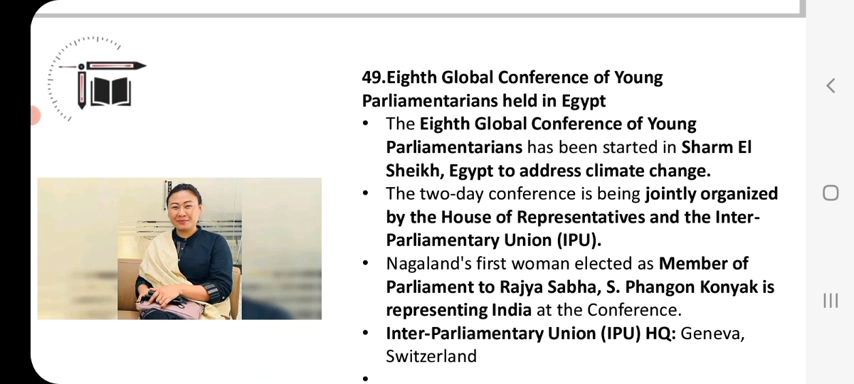 49.Eighth Global Conference of Young
Parliamentarians held in Egypt
• The Eighth Global Conference of Young
Parliamentarians has been started in Sharm El
Sheikh, Egypt to address climate change.
• The two-day conference is being jointly organized
by the House of Representatives and the Inter-
Parliamentary Union (IPU).
• Nagaland's first woman elected as Member of
Parliament to Rajya Sabha, S. Phangon Konyak is
representing India at the Conference.
• Inter-Parliamentary Union (IPU) HQ: Geneva,
Switzerland
•